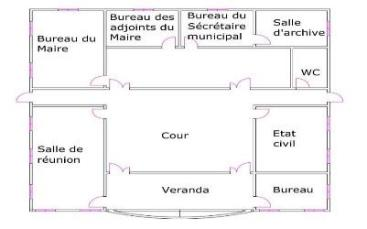 Bureau du
Maire
Bureau des
adjoints du
Maire
Bureau du
Sécrétaire
municipal
Salle
d'archive
WC
Salle de
réunion
Cour
Etat
civil
Veranda
Bureau